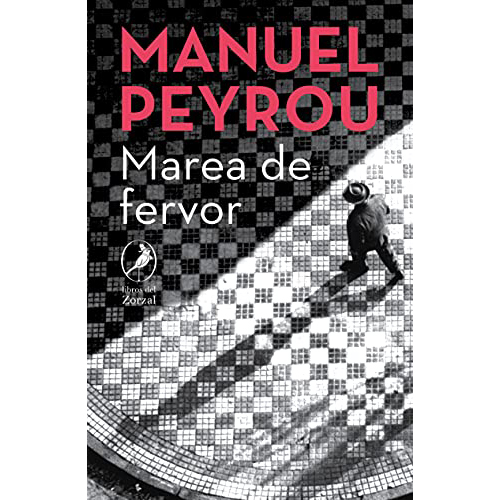 MANUEL
PEYROU
Marea de
fervor
libros del
Zorzal